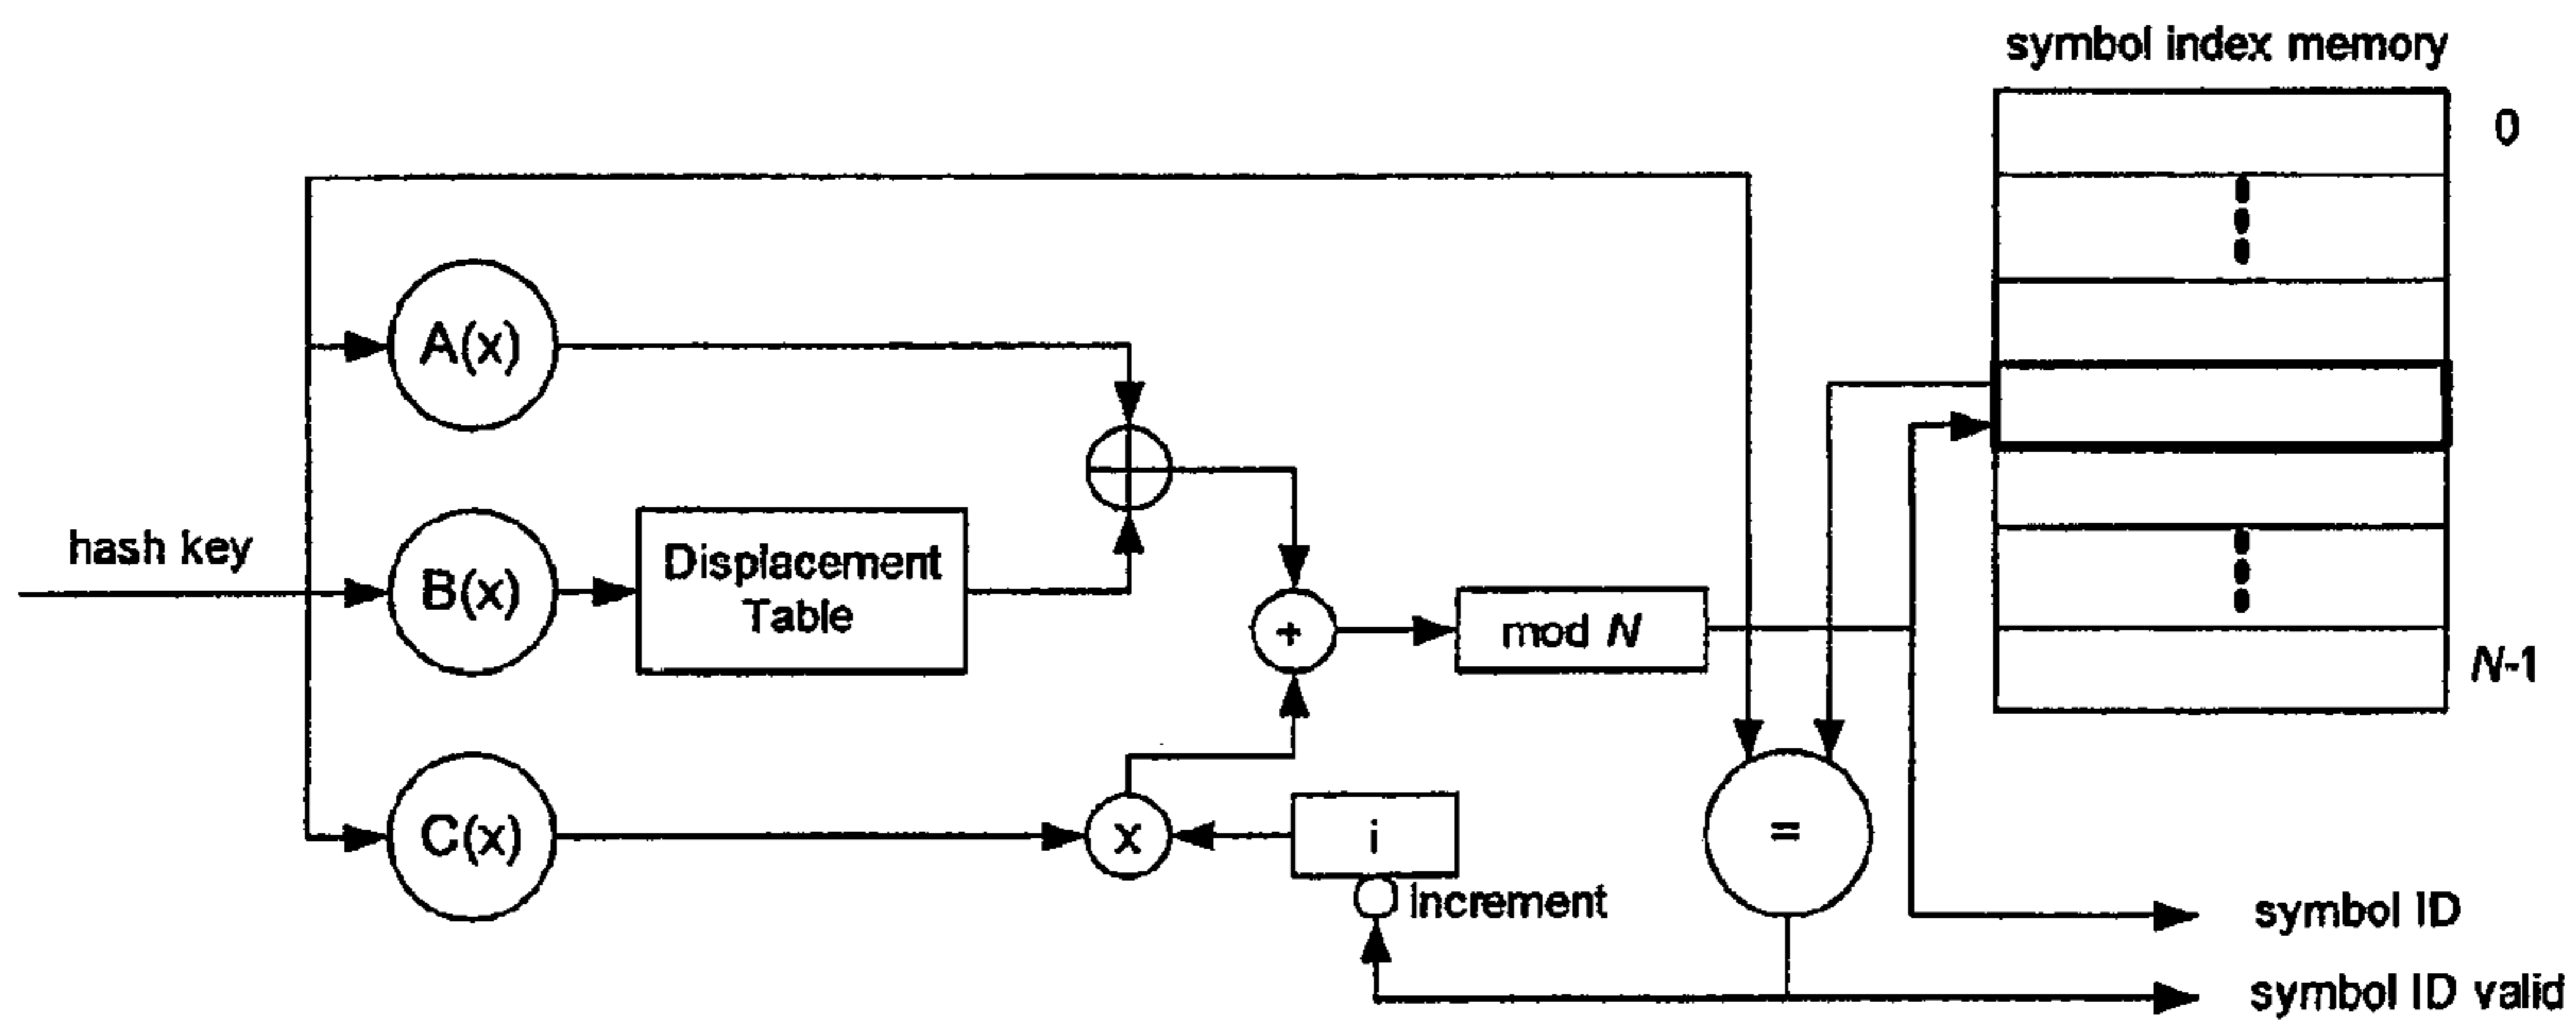 symbol index memory
0
A(x)
hash key
B(x)
Displacement
Table
+
mod N
N-1
C(x)
x
i
=
Increment
symbol ID
symbol ID valid